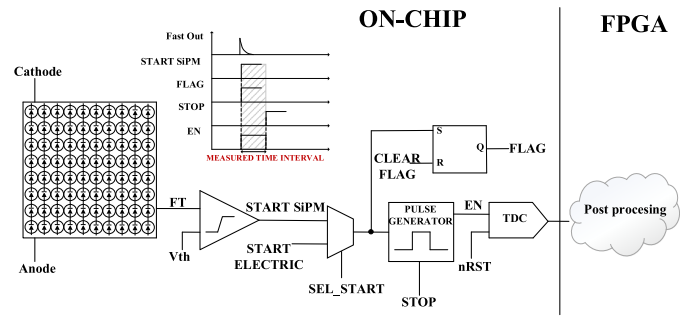 ON-CHIP
FPGA
Fast Out
START SiPM
FLAG
STOP
EN
MEASURED TIME INTERVAL
Cathode
Anode
FT
Vth
START SiPM
START
ELECTRIC
SEL_START
S
R
Q
CLEAR
FLAG
FLAG
PULSE
GENERATOR
STOP
EN
nRST
TDC
Post procesing